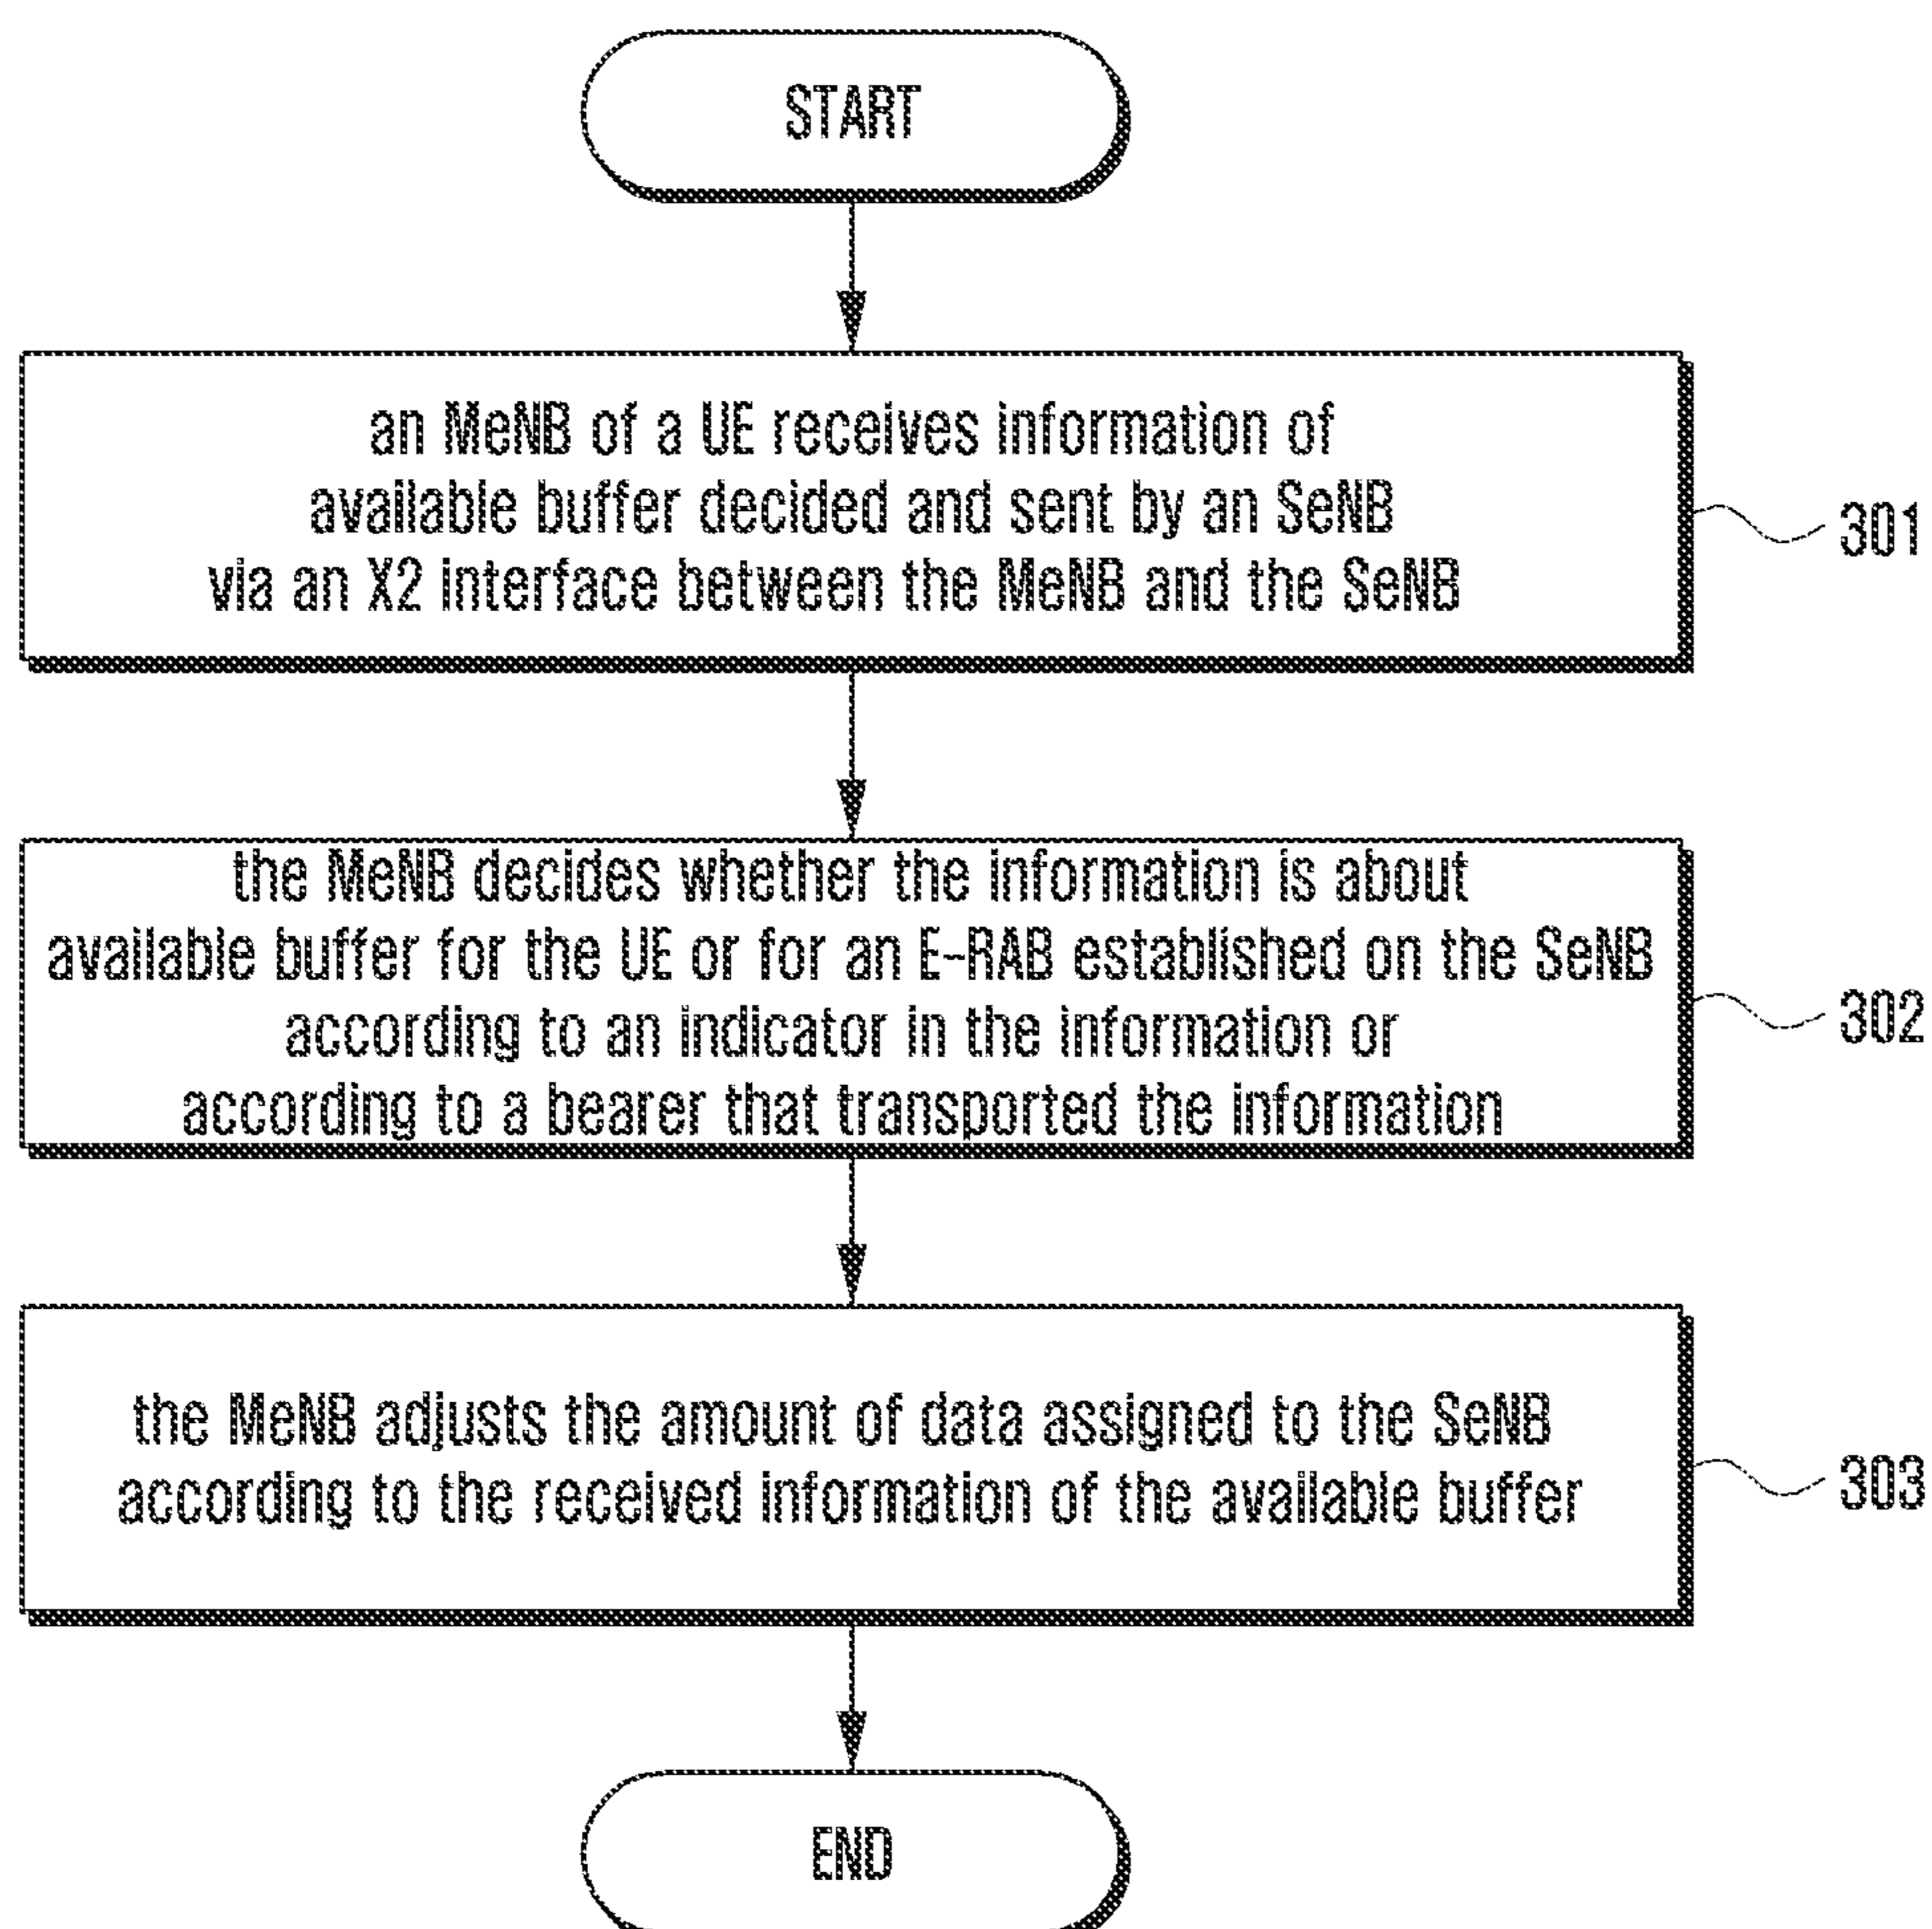 START
an MeNB of a UE receives information of
available buffer decided and sent by an SeNB
via an X2 interface between the MeNB and the SeNB
301
the MeNB decides whether the information is about
available buffer for the UE or for an E-RAB established on the SeNB
according to an indicator in the information or
according to a bearer that transported the information
302
the MeNB adjusts the amount of data assigned to the SeNB
according to the received information of the available buffer
303
END